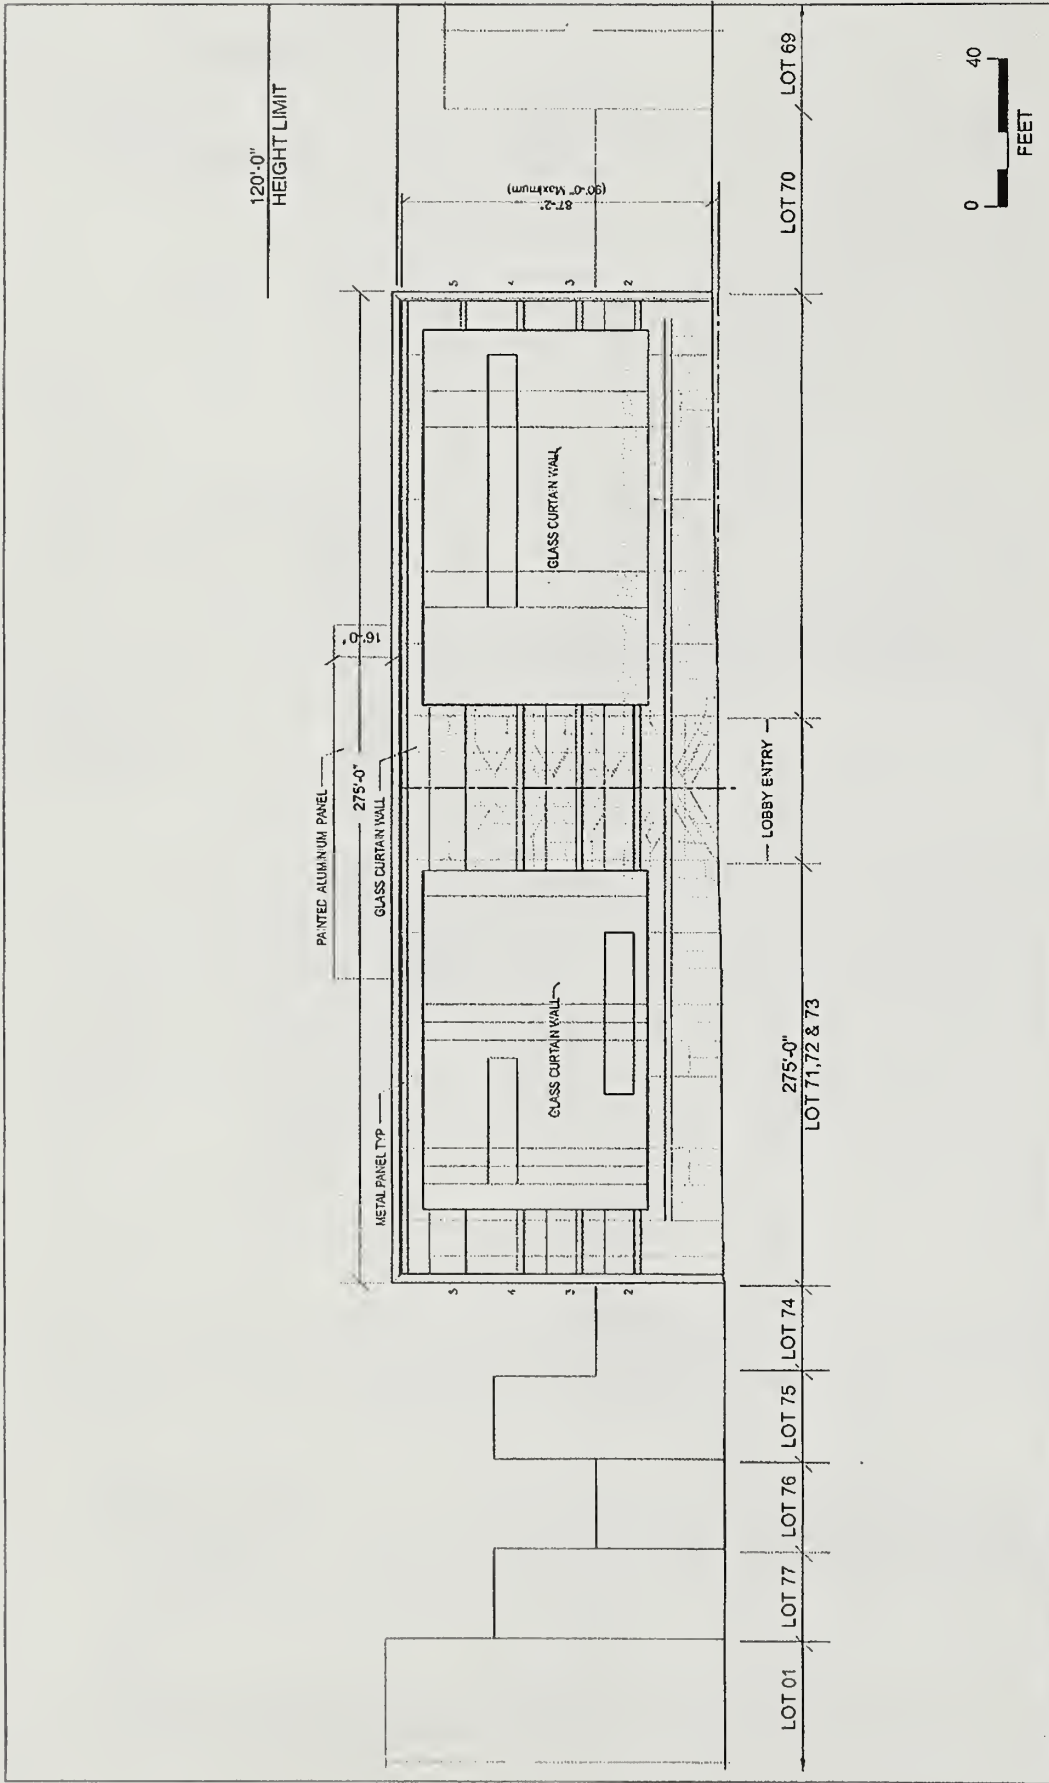 120'-0"
HEIGHT LIMIT
PAINTED ALUMINUM PANEL
16'-0"
275'-0"
GLASS CURTAIN WALL
METAL PANEL TYP
87'-2"
(90'-0" Maximum)
5
4
3
2
5
4
3
2
GLASS CURTAIN WALL
GLASS CURTAIN WALL
LOBBY ENTRY
LOT 01
LOT 77
LOT 76
LOT 75
LOT 74
275'-0"
LOT 71,72 & 73
LOT 70
LOT 69
0
40
FEET